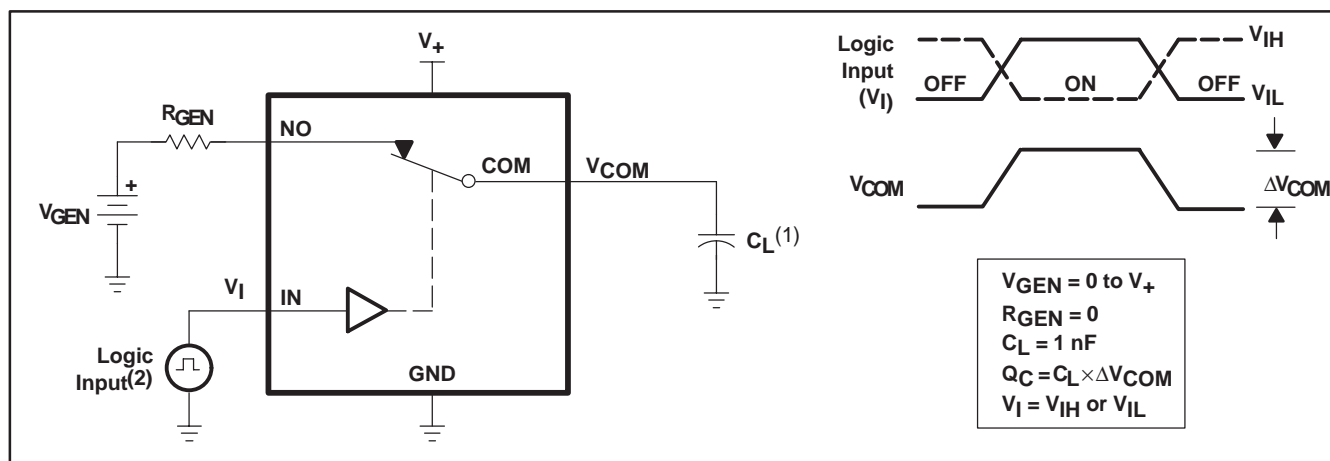 V+
RGEN
NO
COM
VCOM
+
VGEN
CL(1)
VI
IN
Logic
Input(2)
GND
Logic
Input
(VI)
OFF
ON
OFF
VIH
VIL
VCOM
ΔVCOM
VGEN = 0 to V+
RGEN = 0
CL = 1 nF
QC = CL × ΔVCOM
VI = VIH or VIL